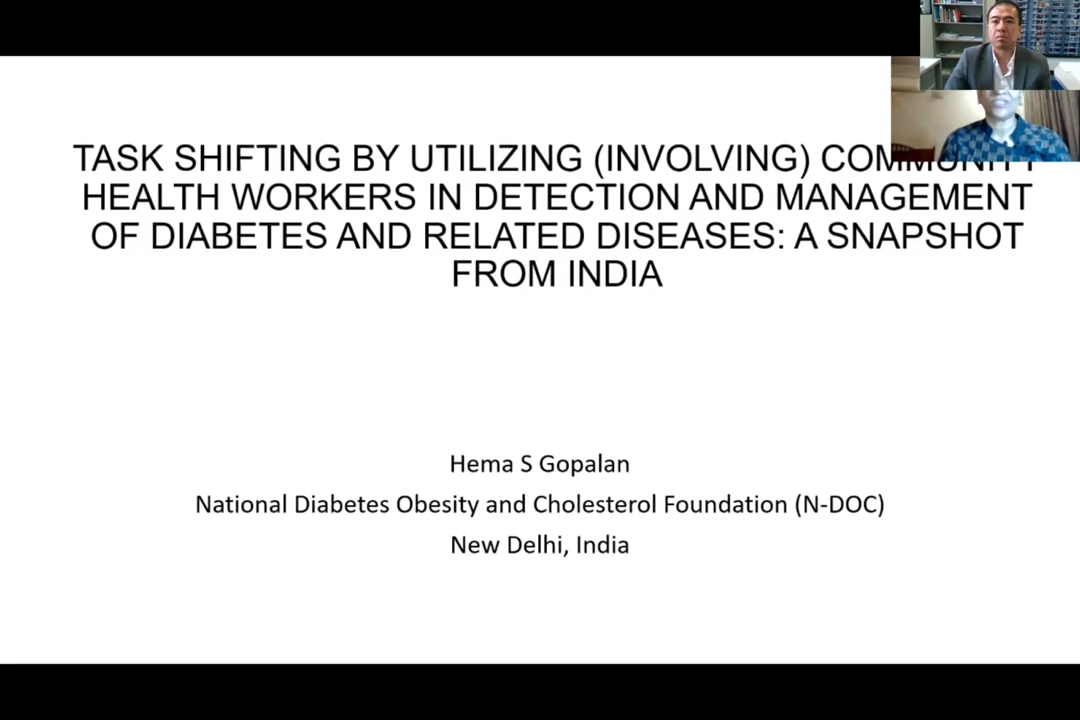 TASK SHIFTING BY UTILIZING (INVOLVING) COMMUNITY
HEALTH WORKERS IN DETECTION AND MANAGEMENT
OF DIABETES AND RELATED DISEASES: A SNAPSHOT
FROM INDIA
Hema S Gopalan
National Diabetes Obesity and Cholesterol Foundation (N-DOC)
New Delhi, India